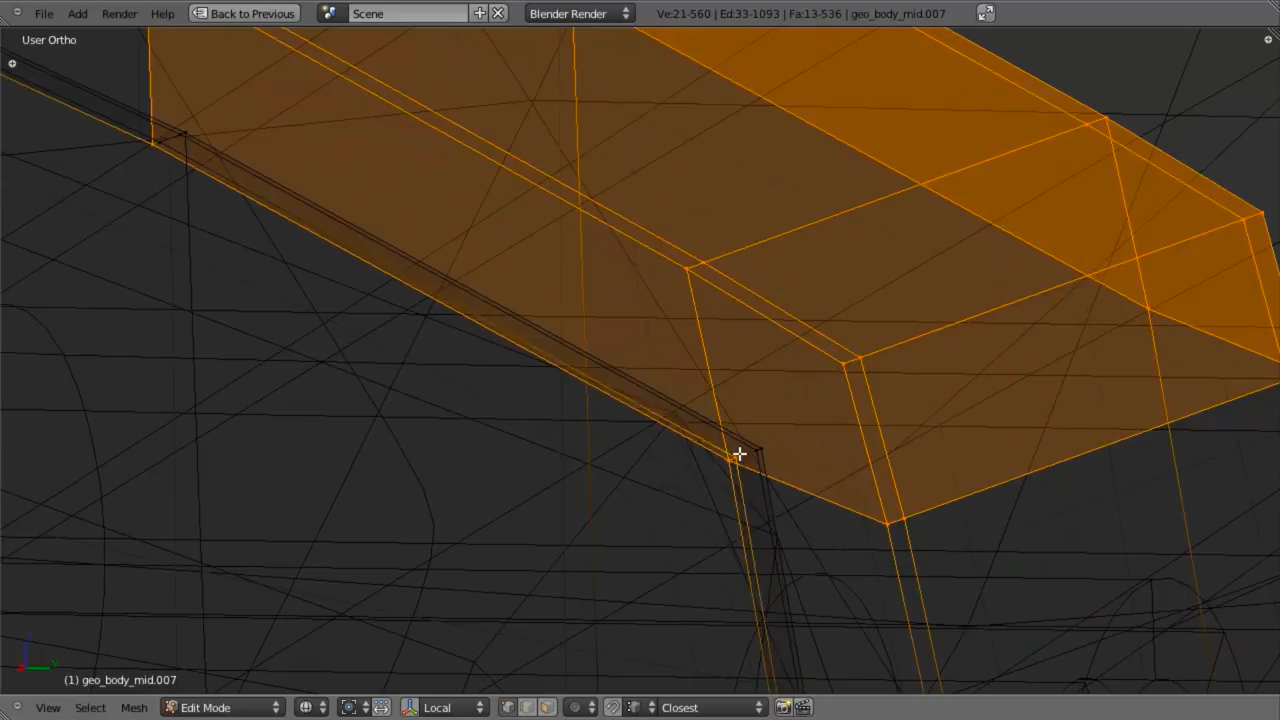 File Add Render Help Back to Previous Scene Blender Render Ve:21-560 | Ed:33-1093 | Fa:13-536 | geo_body_mid.007
User Ortho
y
(1) geo_body_mid.007
View Select Mesh Edit Mode Local Closest